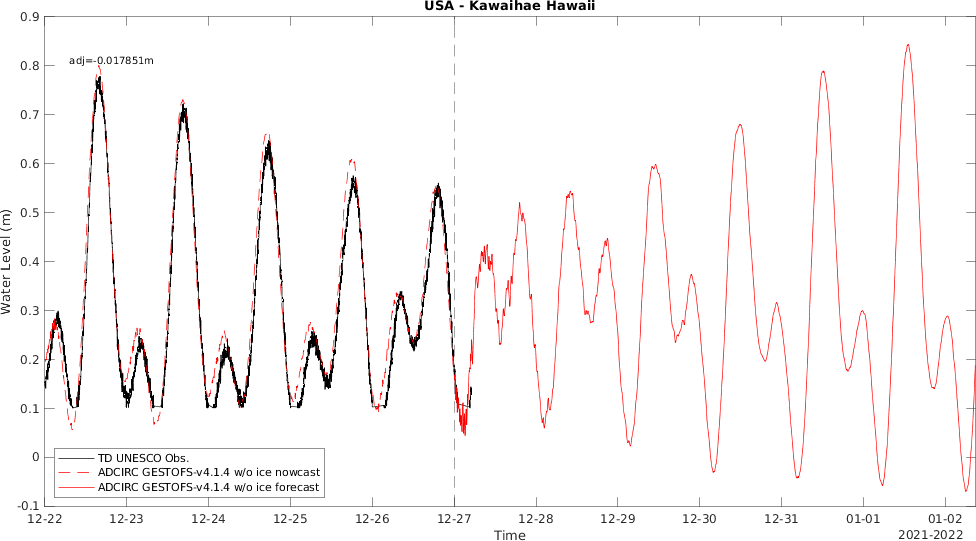 USA - Kawaihae Hawaii
adj=-0.017851m
0.9
0.8
0.7
0.6
0.5
0.4
0.3
0.2
0.1
0
-0.1
Water Level (m)
TD UNESCO Obs.
ADCIRC GESTOFS-v4.1.4 w/o ice nowcast
ADCIRC GESTOFS-v4.1.4 w/o ice forecast
12-22 12-23 12-24 12-25 12-26 12-27 12-28 12-29 12-30 12-31 01-01 01-02
Time
2021-2022